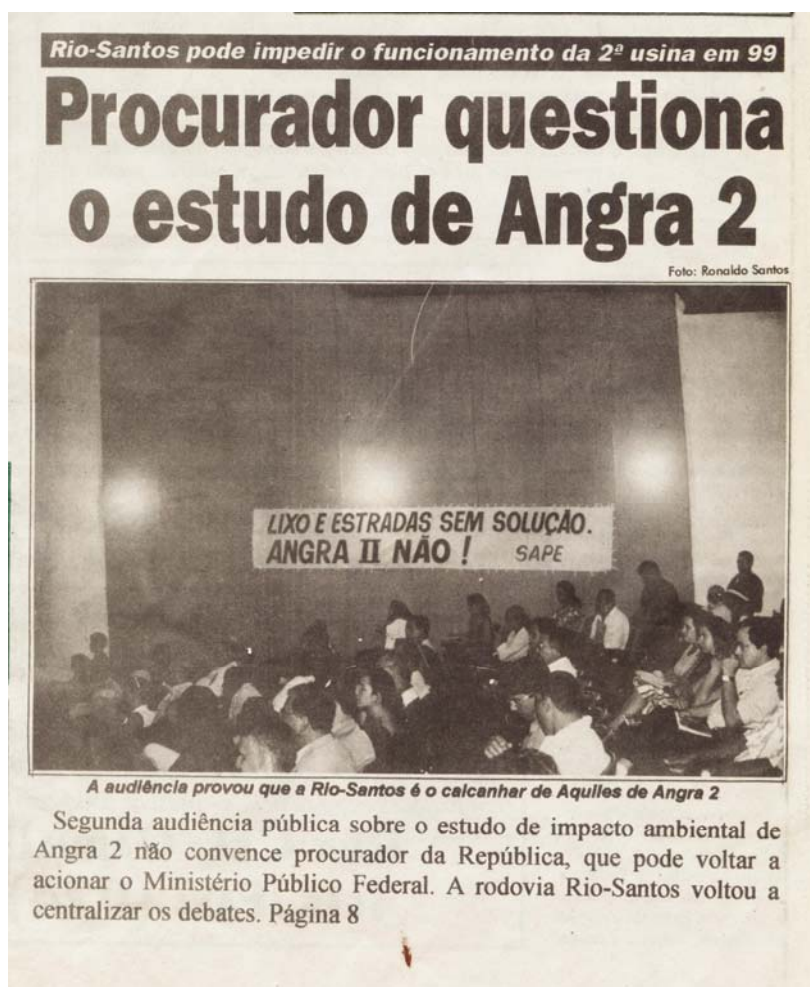 Rio-Santos pode impedir o funcionamento da 2ª usina em 99
Procurador questiona
o estudo de Angra 2
Foto: Ronaldo Santos
LIXO E ESTRADAS SEM SOLUÇÃO.
ANGRA II NÃO! SAPE
A audiência provou que a Rio-Santos é o calcanhar de Aquiles de Angra 2
Segunda audiência pública sobre o estudo de impacto ambiental de
Angra 2 não convence procurador da República, que pode voltar a
acionar o Ministério Público Federal. A rodovia Rio-Santos voltou a
centralizar os debates. Página 8